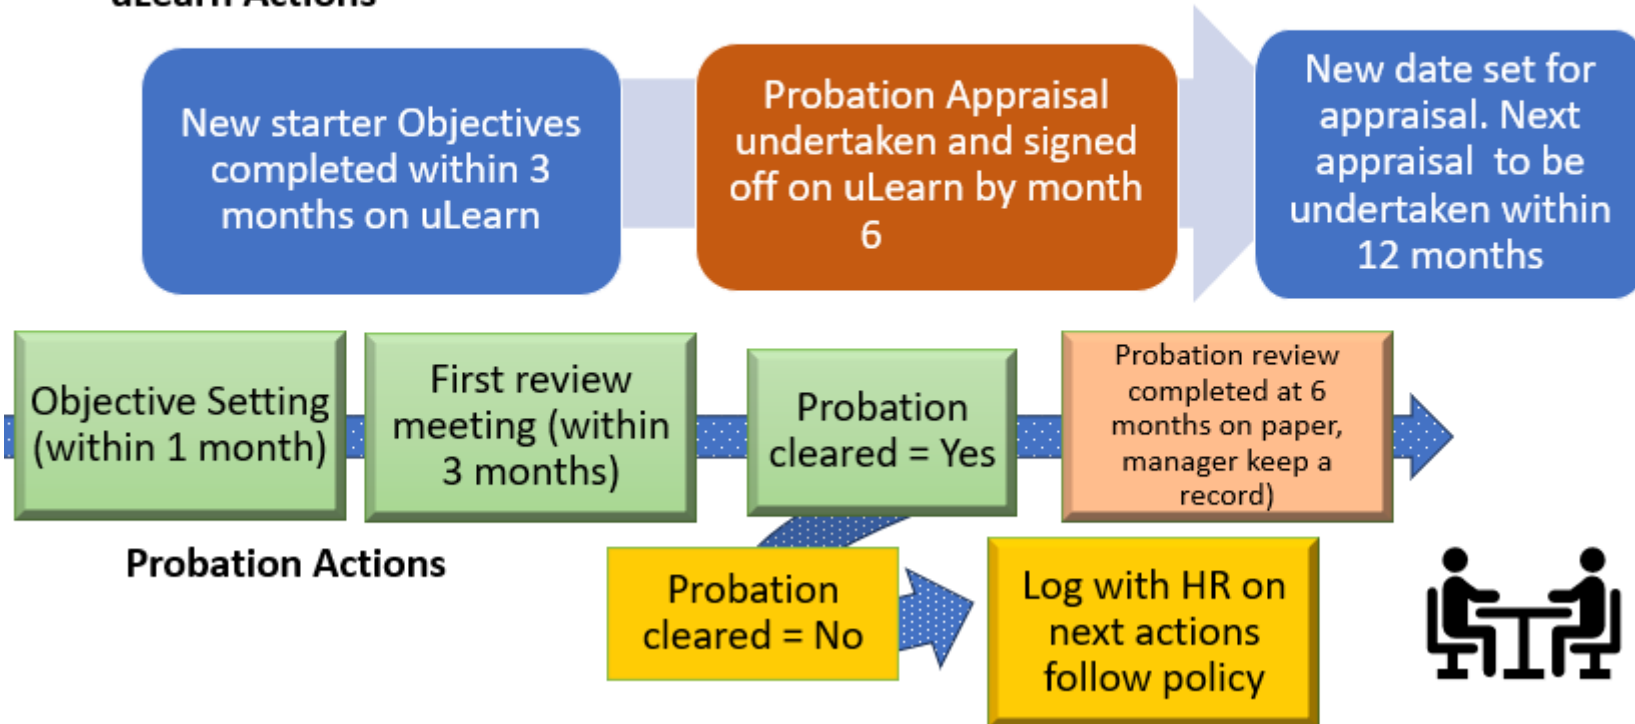 uLearn Actions
New starter Objectives
completed within 3
months on uLearn
Probation Appraisal
undertaken and signed
off on uLearn by month
6
New date set for
appraisal. Next
appraisal to be
undertaken within
12 months
Objective Setting
(within 1 month)
First review
meeting (within
3 months)
Probation
cleared = Yes
Probation review
completed at 6
months on paper,
manager keep a
record)
Probation Actions
Probation
cleared = No
Log with HR on
next actions
follow policy